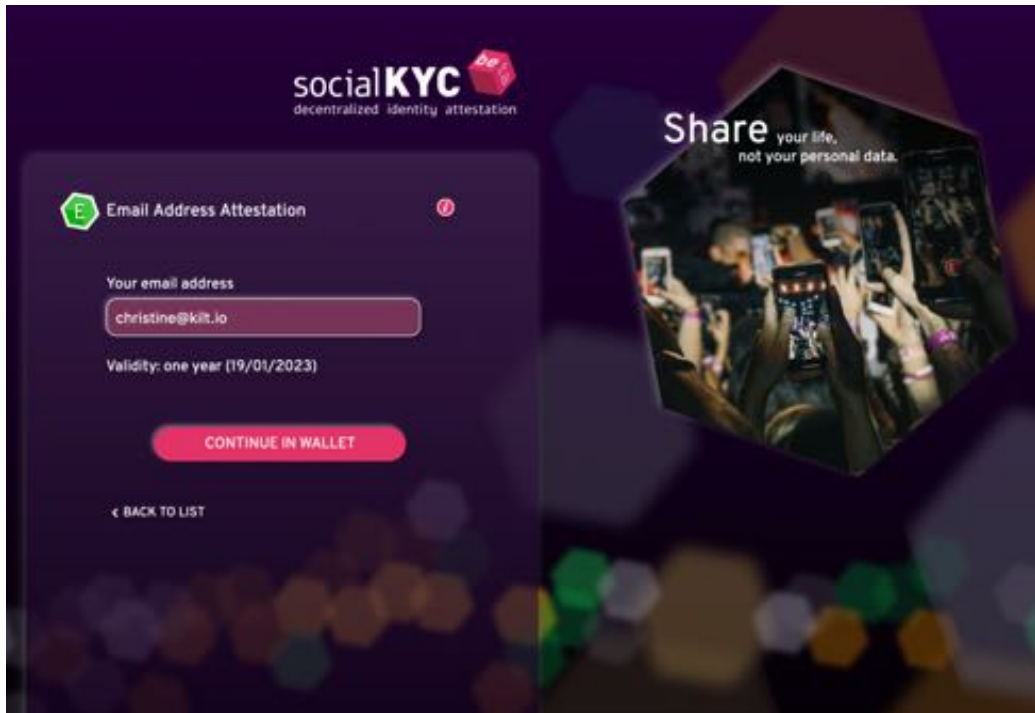 socialKYC
decentralized identity attestation
Share your life,
not your personal data.
E Email Address Attestation i
Your email address
christine@kilt.io
Validity: one year (19/01/2023)
CONTINUE IN WALLET
‹ BACK TO LIST